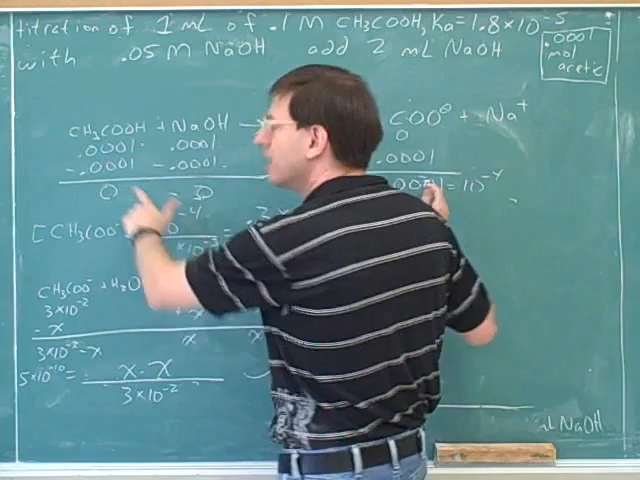 titration of 1 mL of .1 M CH₃COOH, Ka = 1.8×10⁻⁵
with .05 M NaOH add 2 mL NaOH
.0001
mol
acetic
CH₃COOH + NaOH → COO⊖ + Na⁺
.0001 .0001 0
-.0001 -.0001 .0001
0 0 .0001 = 10⁻⁴
[CH₃COO⁻
CH₃COO⁻ + H₂O
3×10⁻²
-x +x
3×10⁻²-x x x
5×10⁻¹⁰ = x·x
3×10⁻²
NaOH